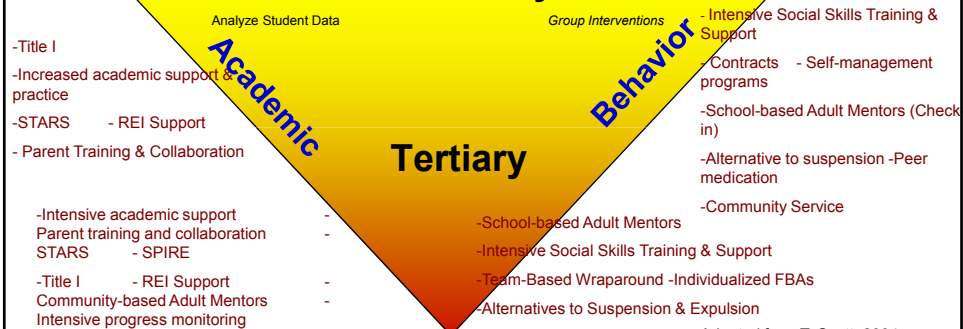 Analyze Student Data
Group Interventions
Academic
Behavior
Tertiary
-Title I
-Increased academic support &
practice
-STARS - REI Support
- Parent Training & Collaboration
- Intensive Social Skills Training &
Support
- Contracts - Self-management
programs
-School-based Adult Mentors (Check
in)
-Alternative to suspension -Peer
medication
-Community Service
-Intensive academic support -
Parent training and collaboration -
STARS - SPIRE
-Title I - REI Support -
Community-based Adult Mentors -
Intensive progress monitoring
-School-based Adult Mentors
-Intensive Social Skills Training & Support
-Team-Based Wraparound -Individualized FBAs
-Alternatives to Suspension & Expulsion